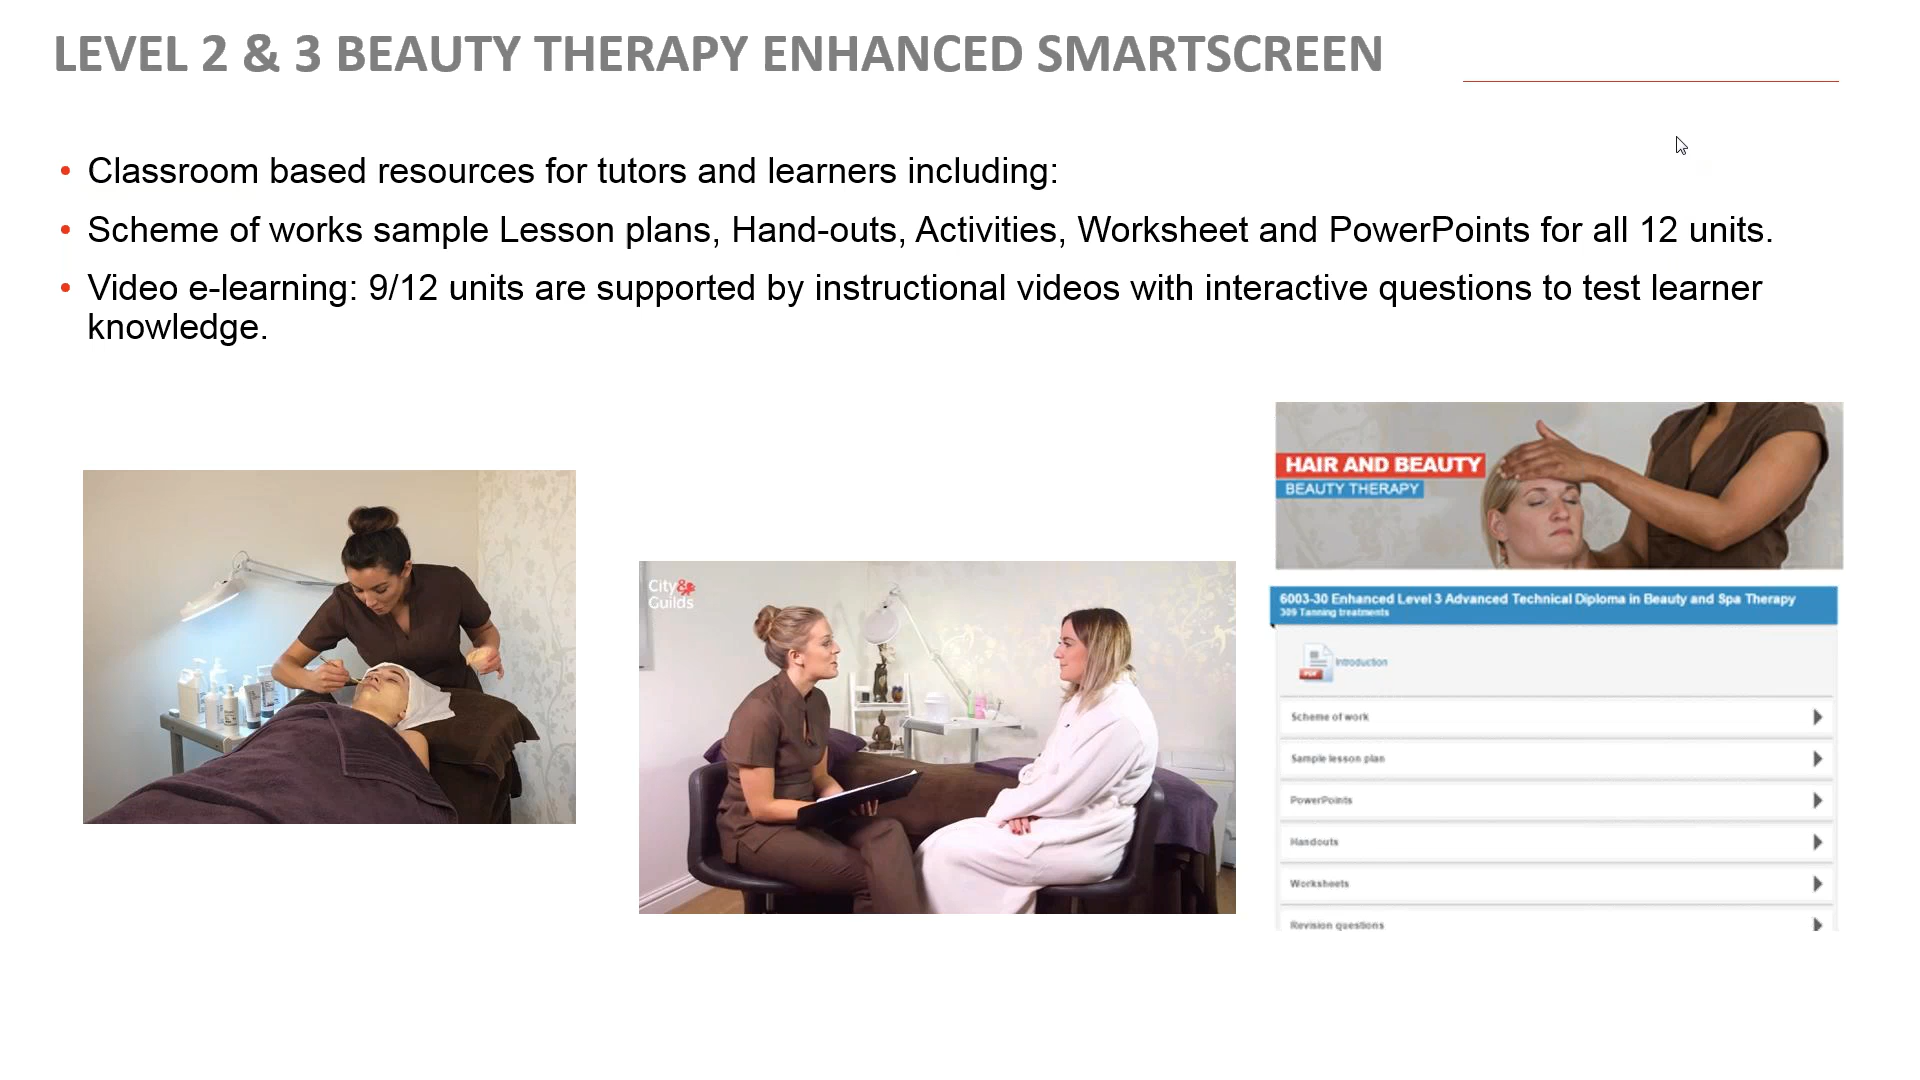 LEVEL 2 & 3 BEAUTY THERAPY ENHANCED SMARTSCREEN
• Classroom based resources for tutors and learners including:
• Scheme of works sample Lesson plans, Hand-outs, Activities, Worksheet and PowerPoints for all 12 units.
• Video e-learning: 9/12 units are supported by instructional videos with interactive questions to test learner
knowledge.
City&
Guilds
HAIR AND BEAUTY
BEAUTY THERAPY
6003-30 Enhanced Level 3 Advanced Technical Diploma in Beauty and Spa Therapy
309 Tanning treatments
PDF
Introduction
Scheme of work
Sample lesson plan
PowerPoints
Handouts
Worksheets
Revision questions